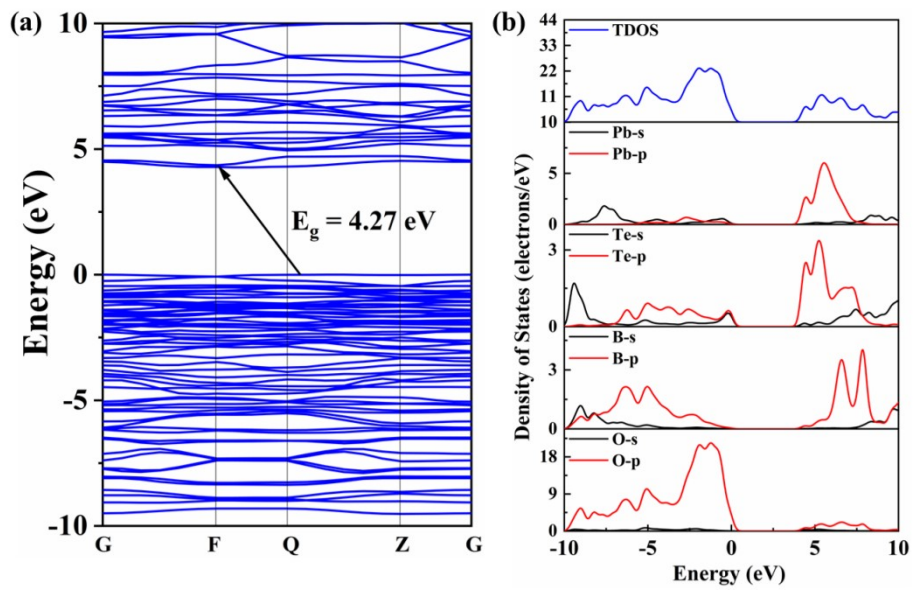 (a)
Energy (eV)
10
5
0
-5
-10
E_g = 4.27 eV
G F Q Z G
(b)
Density of States (electrons/eV)
44
33
22
11
10
TDOS
5
0
Pb-s
Pb-p
3
0
Te-s
Te-p
3
0
B-s
B-p
18
9
0
O-s
O-p
-10 -5 0 5 10
Energy (eV)